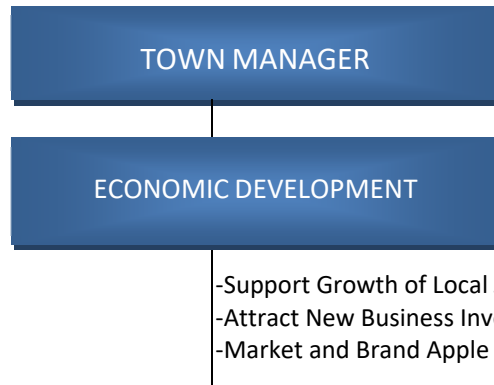 TOWN MANAGER
ECONOMIC DEVELOPMENT
-Support Growth of Local
-Attract New Business
-Market and Brand Apple